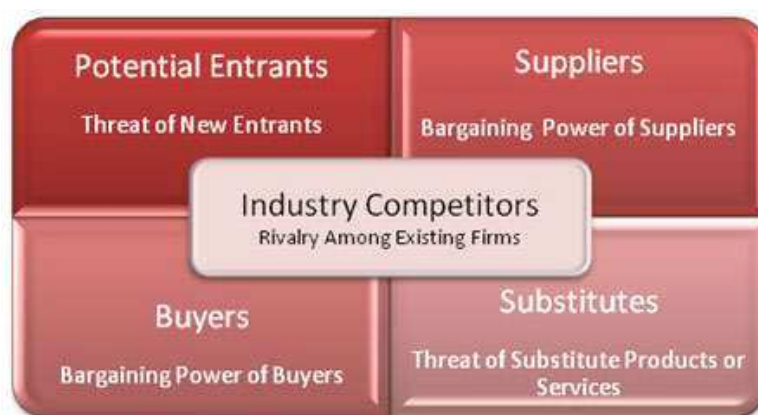 Potential Entrants
Threat of New Entrants
Suppliers
Bargaining Power of Suppliers
Industry Competitors
Rivalry Among Existing Firms
Buyers
Bargaining Power of Buyers
Substitutes
Threat of Substitute Products or
Services